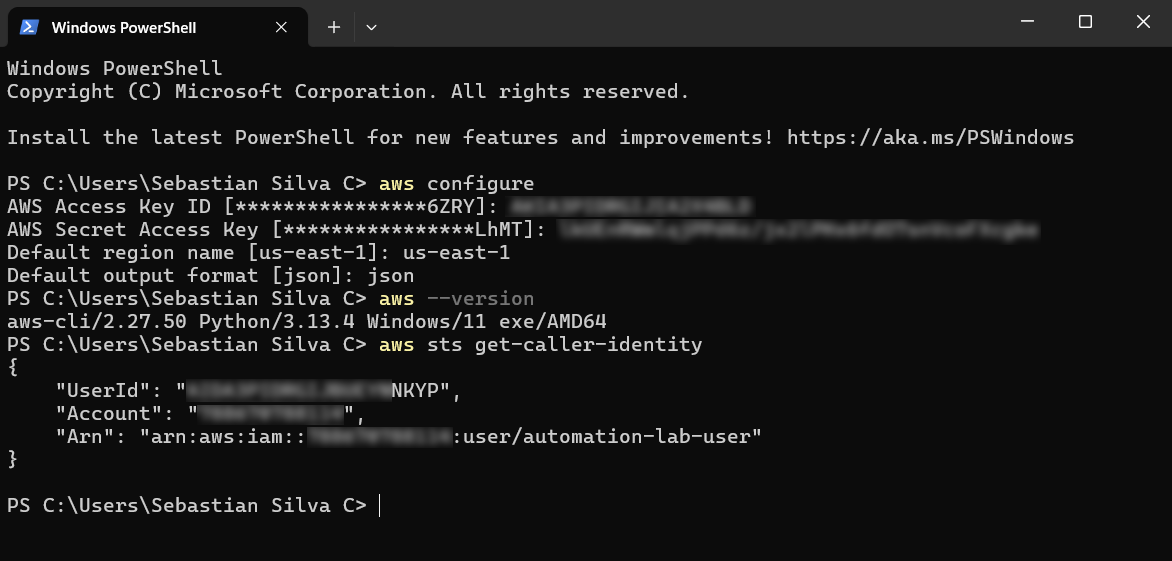 Windows PowerShell
Windows PowerShell
Copyright (C) Microsoft Corporation. All rights reserved.
Install the latest PowerShell for new features and improvements! https://aka.ms/PSWindows
PS C:\Users\Sebastian Silva C> aws configure
AWS Access Key ID [****************6ZRY]:
AWS Secret Access Key [****************LhMT]:
Default region name [us-east-1]: us-east-1
Default output format [json]: json
PS C:\Users\Sebastian Silva C> aws --version
aws-cli/2.27.50 Python/3.13.4 Windows/11 exe/AMD64
PS C:\Users\Sebastian Silva C> aws sts get-caller-identity
{
    "UserId": "NKYP",
    "Account": "",
    "Arn": "arn:aws:iam:::user/automation-lab-user"
}
PS C:\Users\Sebastian Silva C>